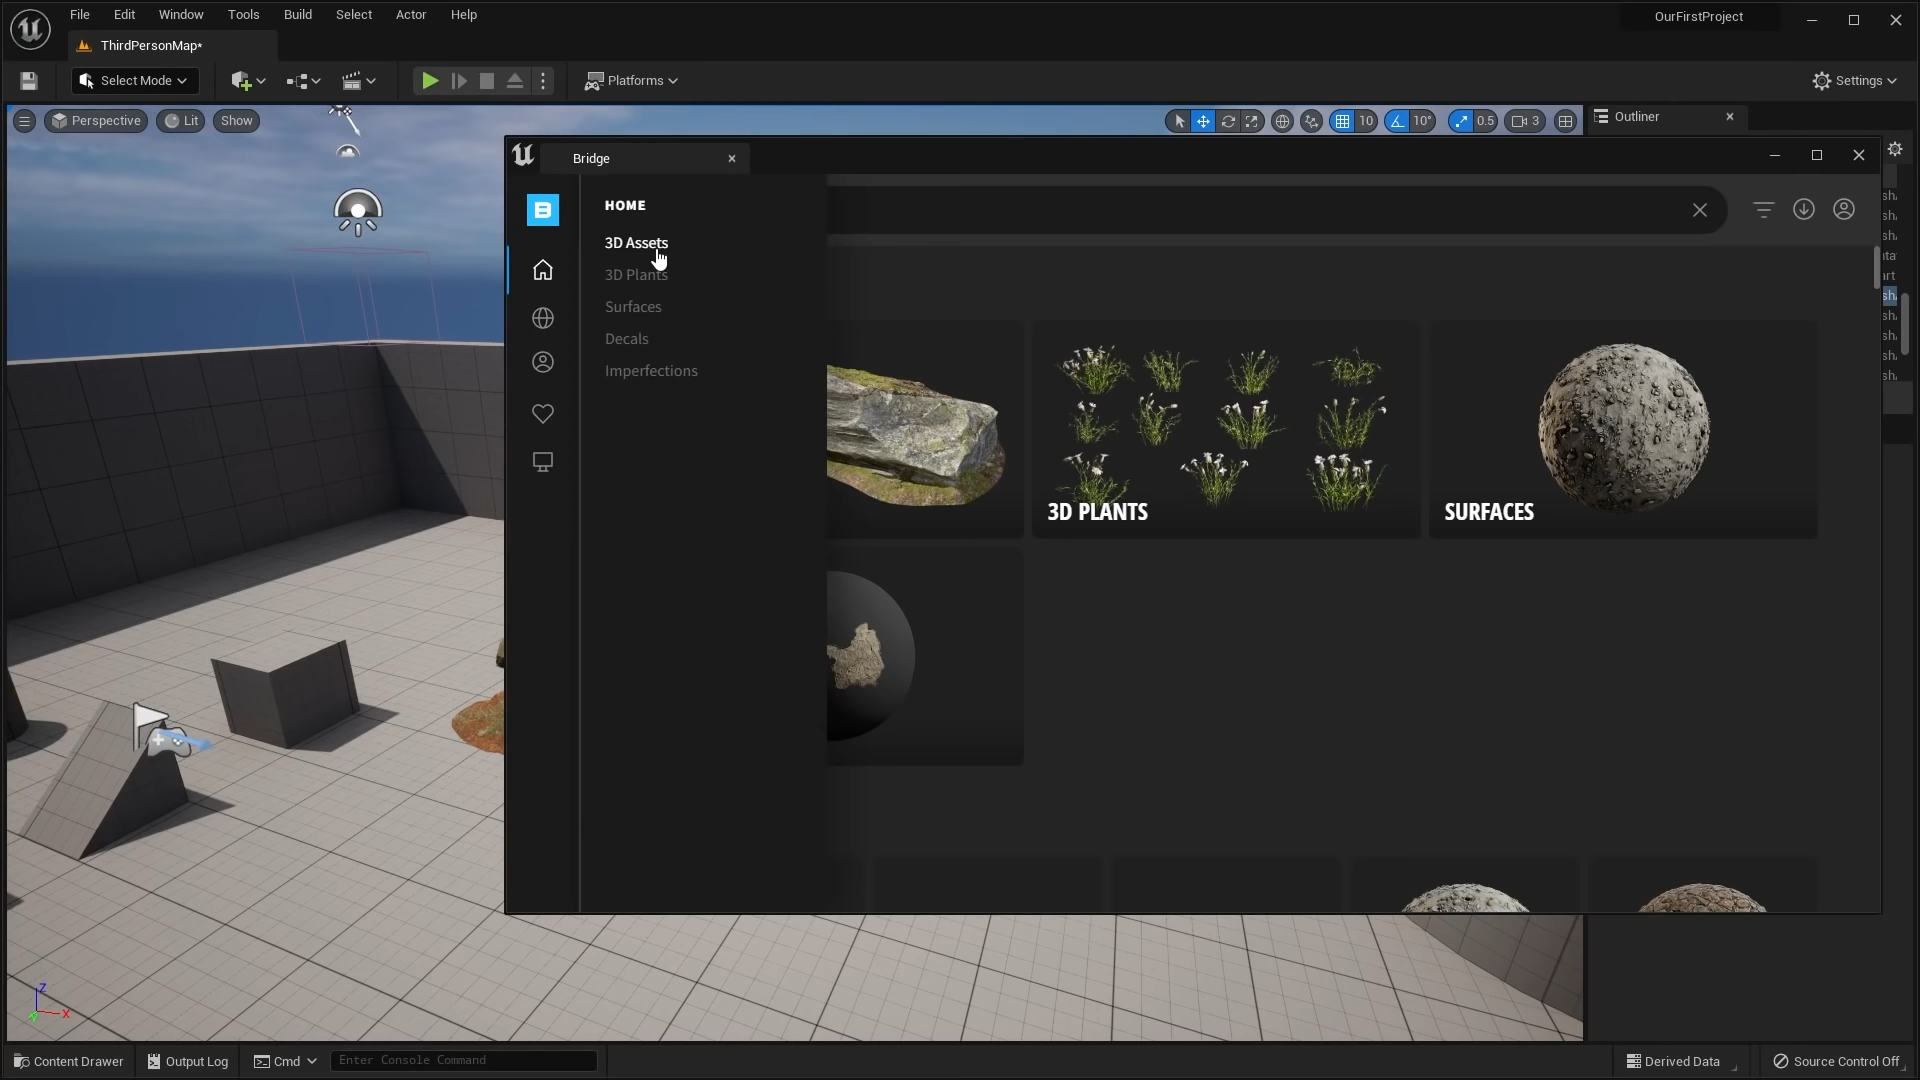 File Edit Window Tools Build Select Actor Help
OurFirstProject
ThirdPersonMap*
Select Mode
Platforms
Settings
Perspective
Lit
Show
10
10°
0.5
3
Outliner
Bridge
HOME
3D Assets
3D Plants
Surfaces
Decals
Imperfections
3D PLANTS
SURFACES
Z
X
Content Drawer
Output Log
Cmd
Enter Console Command
Derived Data
Source Control Off